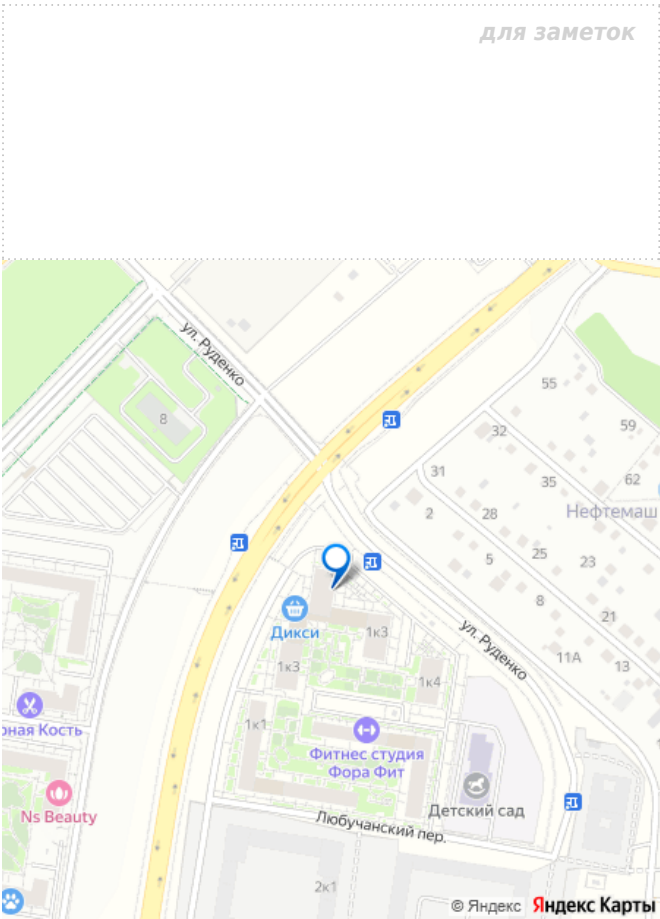 для заметок
ул. Руденко
8
55
59
32
31
35
62
2
28
Нефтемаш
5
25
23
8
21
Дикси
1к3
ул. Руденко
11А
13
1к3
1к4
рная Кость
1к1
Фитнес студия
Фора Фит
Ns Beauty
Детский сад
Любучанский пер.
2к1
© Яндекс
Яндекс Карты